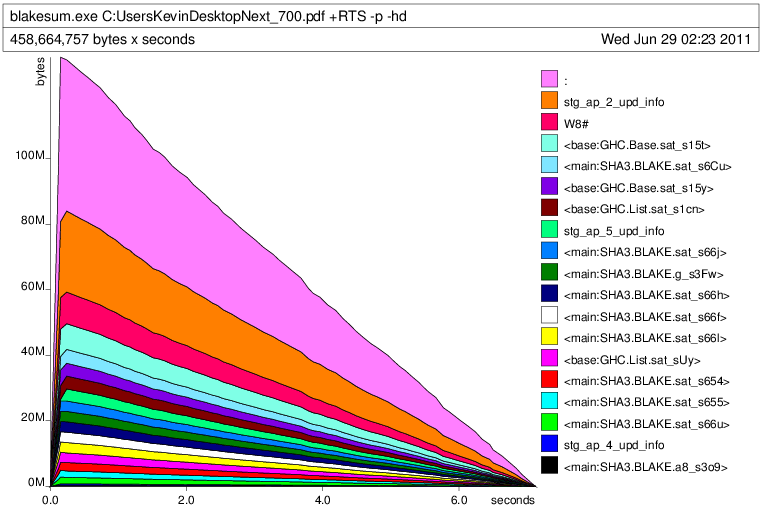 blakesum.exe C:UsersKevinDesktopNext_700.pdf +RTS -p -hd
458,664,757 bytes x seconds Wed Jun 29 02:23 2011
bytes
100M
80M
60M
40M
20M
0M
0.0 2.0 4.0 6.0 seconds
:
stg_ap_2_upd_info
W8#
<base:GHC.Base.sat_s15t>
<main:SHA3.BLAKE.sat_s6Cu>
<base:GHC.Base.sat_s15y>
<base:GHC.List.sat_s1cn>
stg_ap_5_upd_info
<main:SHA3.BLAKE.sat_s66j>
<main:SHA3.BLAKE.g_s3Fw>
<main:SHA3.BLAKE.sat_s66h>
<main:SHA3.BLAKE.sat_s66f>
<main:SHA3.BLAKE.sat_s66l>
<base:GHC.List.sat_sUy>
<main:SHA3.BLAKE.sat_s654>
<main:SHA3.BLAKE.sat_s655>
<main:SHA3.BLAKE.sat_s66u>
stg_ap_4_upd_info
<main:SHA3.BLAKE.a8_s3o9>